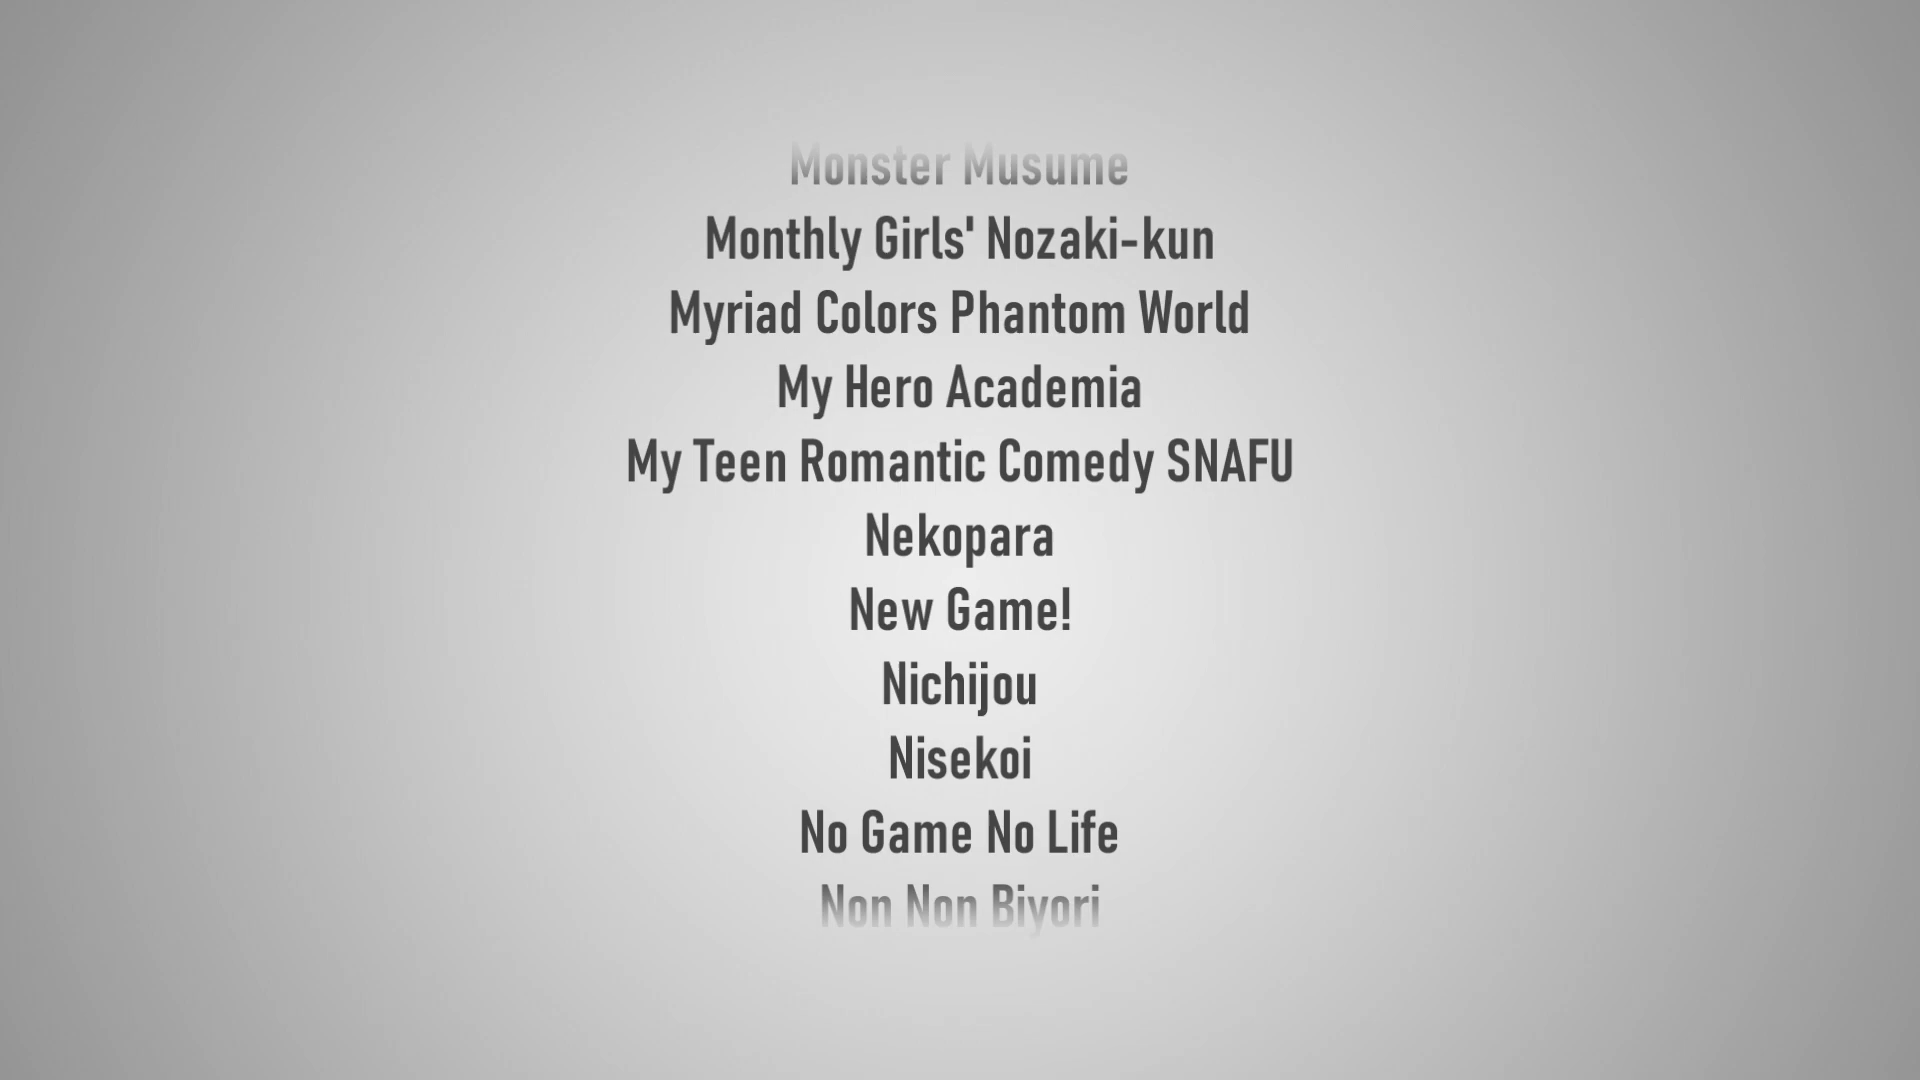 Monster Musume
Monthly Girls' Nozaki-kun
Myriad Colors Phantom World
My Hero Academia
My Teen Romantic Comedy SNAFU
Nekopara
New Game!
Nichijou
Nisekoi
No Game No Life
Non Non Biyori